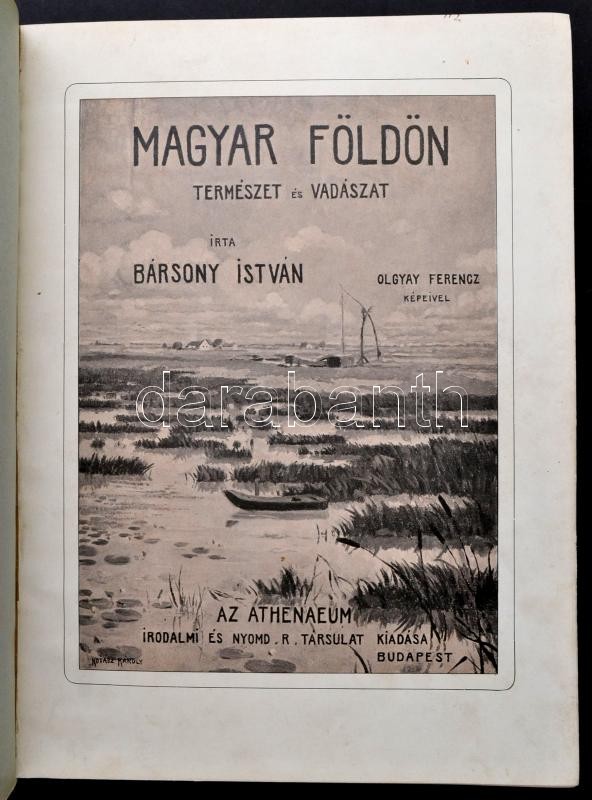 MAGYAR FÖLDÖN
TERMÉSZET ÉS VADÁSZAT
ÍRTA
BÁRSONY ISTVÁN
OLGYAY FERENCZ
KÉPEIVEL
darabanth
AZ ATHENAEUM
IRODALMI ÉS NYOMD. R. TÁRSULAT KIADÁSA
BUDAPEST